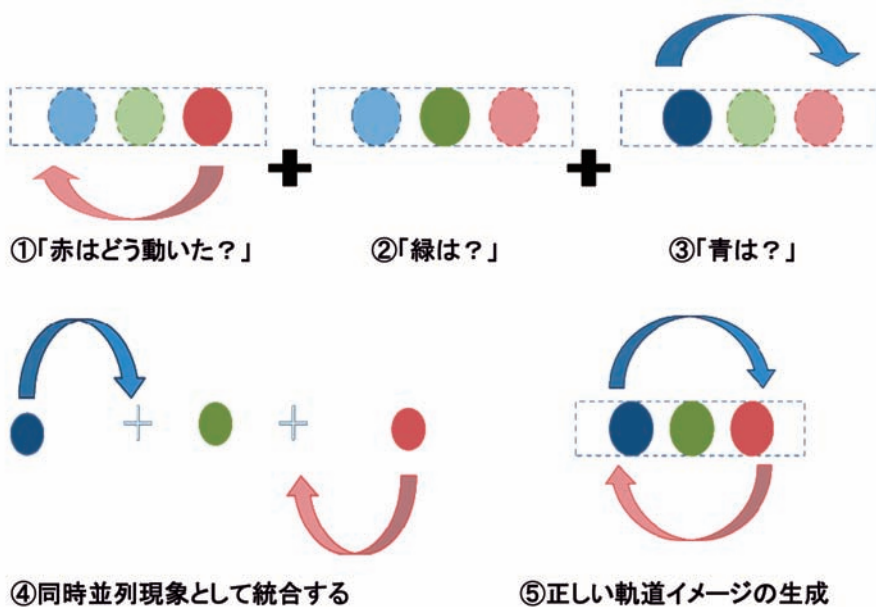 ①「赤はどう動いた？」
②「緑は？」
③「青は？」
④同時並列現象として統合する
⑤正しい軌道イメージの生成